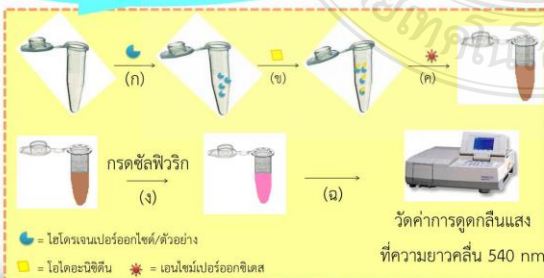 (ก)
(ข)
(ค)
กรดซัลฟิวริก
(ง)
(ฉ)
วัดค่าการดูดกลืนแสง
ที่ความยาวคลื่น 540 nm
= ไฮโดรเจนเปอร์ออกไซด์/ตัวอย่าง
= โอไดอะนิซิดีน = เอนไซม์เปอร์ออกซิเดส